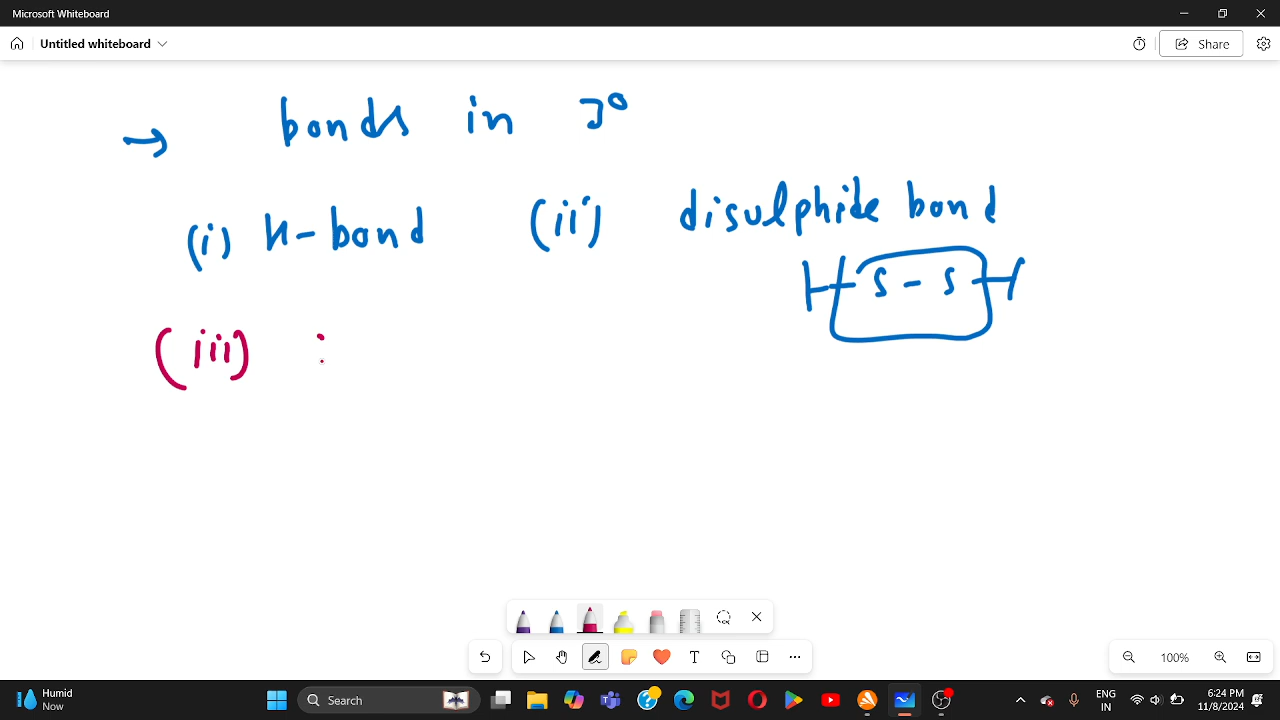 Microsoft Whiteboard
Untitled whiteboard
Share
→ bonds in 3°
(i) H-bond (ii) disulphide bond
S - S
(iii) :
100%
Humid
Now
Search
ENG
IN
6:24 PM
11/8/2024